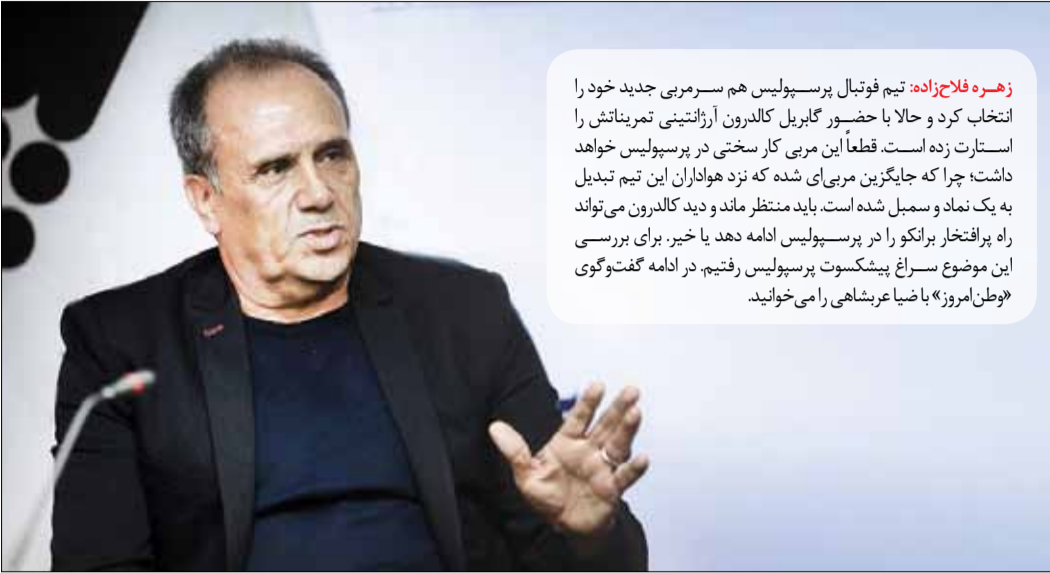 زهره فلاح‌زاده: تیم فوتبال پرسپولیس هم سرمربی جدید خود را
انتخاب کرد و حالا با حضور گابریل کالدرون آرژانتینی تمریناتش را
استارت زده است. قطعاً این مربی کار سختی در پرسپولیس خواهد
داشت؛ چرا که جایگزین مربی‌ای شده که نزد هواداران این تیم تبدیل
به یک نماد و سمبل شده است. باید منتظر ماند و دید کالدرون می‌تواند
راه پرافتخار برانکو را در پرسپولیس ادامه دهد یا خیر. برای بررسی
این موضوع سراغ پیشکسوت پرسپولیس رفتیم. در ادامه گفت‌وگوی
«وطن‌امروز» با ضیا عربشاهی را می‌خوانید.